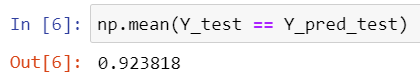 In [6]: np.mean(Y_test == Y_pred_test)
Out[6]: 0.923818